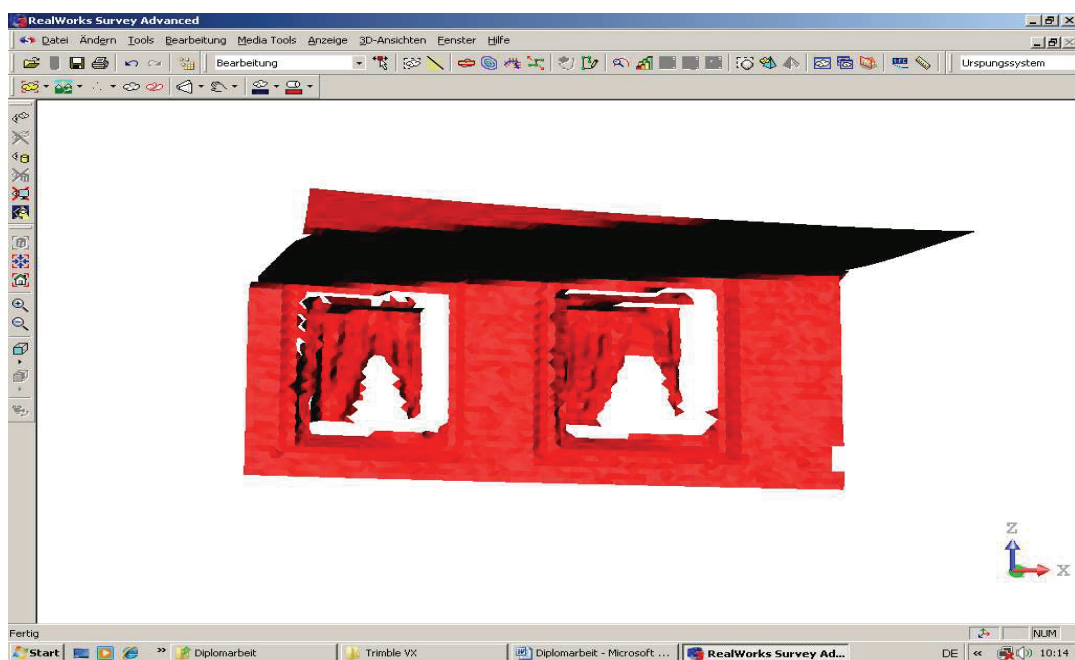 RealWorks Survey Advanced
Datei Ändern Tools Bearbeitung Media Tools Anzeige 3D-Ansichten Fenster Hilfe
Bearbeitung Urspungssystem
Z
X
Fertig NUM
Start » Diplomarbeit Trimble VX Diplomarbeit - Microsoft ... RealWorks Survey Ad... DE « 10:14